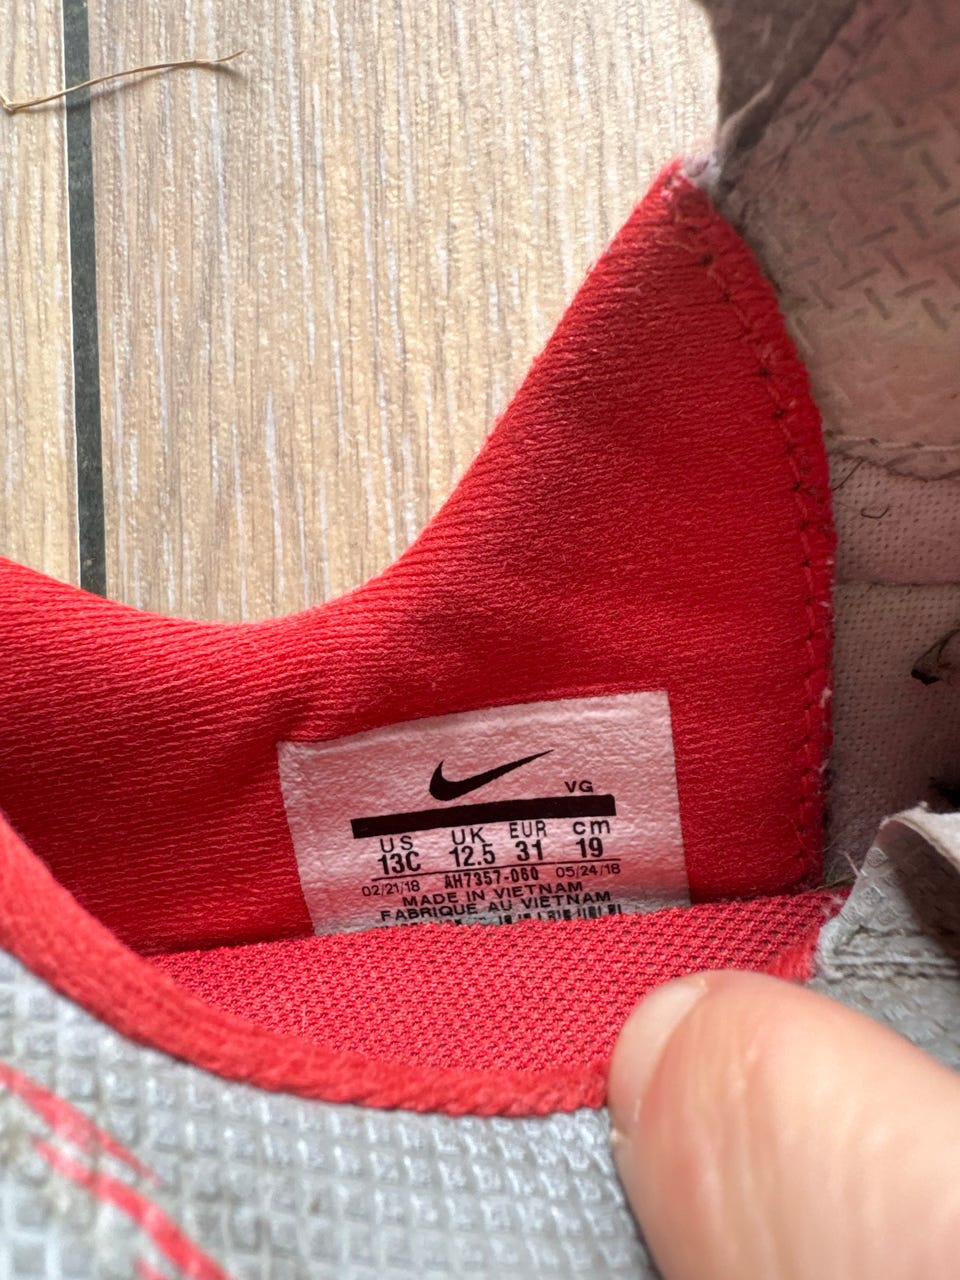 VG
US UK EUR cm
13C 12.5 31 19
02/21/18 AH7357-060 05/24/18
MADE IN VIETNAM
FABRIQUE AU VIETNAM